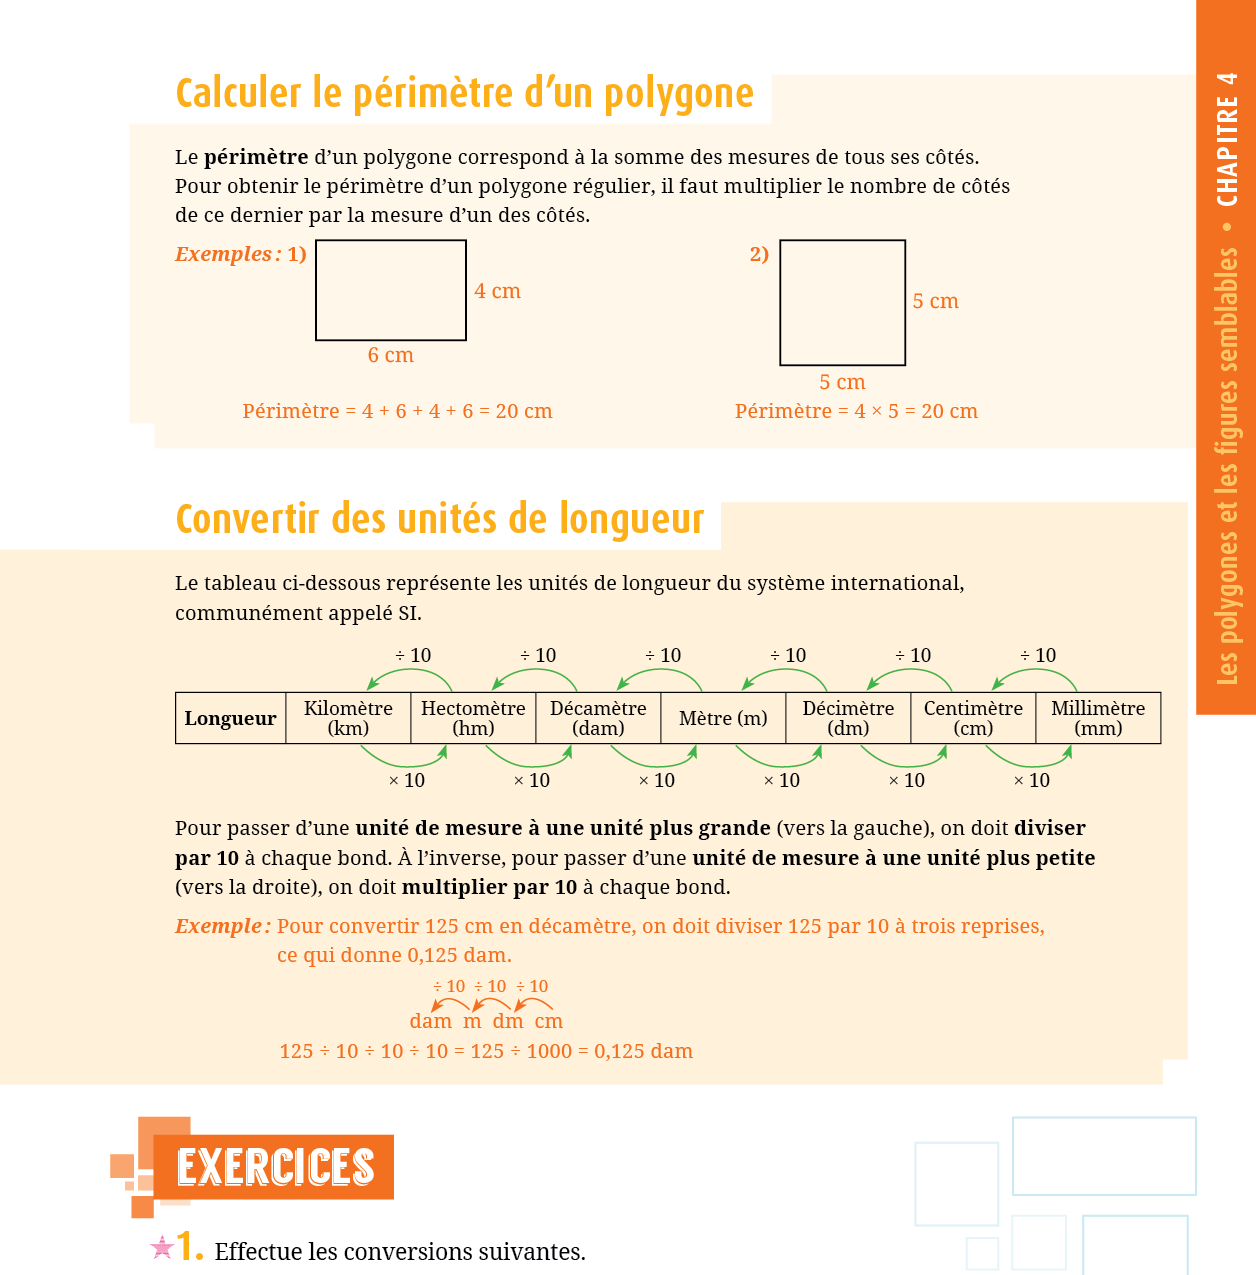 Calculer le périmètre d’un polygone
Le périmètre d’un polygone correspond à la somme des mesures de tous ses côtés.
Pour obtenir le périmètre d’un polygone régulier, il faut multiplier le nombre de côtés
de ce dernier par la mesure d’un des côtés.
Exemples : 1)
4 cm
6 cm
Périmètre = 4 + 6 + 4 + 6 = 20 cm
2)
5 cm
5 cm
Périmètre = 4 × 5 = 20 cm
Convertir des unités de longueur
Le tableau ci-dessous représente les unités de longueur du système international,
communément appelé SI.
÷ 10 ÷ 10 ÷ 10 ÷ 10 ÷ 10 ÷ 10
Longueur
Kilomètre
(km)
Hectomètre
(hm)
Décamètre
(dam)
Mètre (m)
Décimètre
(dm)
Centimètre
(cm)
Millimètre
(mm)
× 10 × 10 × 10 × 10 × 10 × 10
Pour passer d’une unité de mesure à une unité plus grande (vers la gauche), on doit diviser
par 10 à chaque bond. À l’inverse, pour passer d’une unité de mesure à une unité plus petite
(vers la droite), on doit multiplier par 10 à chaque bond.
Exemple : Pour convertir 125 cm en décamètre, on doit diviser 125 par 10 à trois reprises,
ce qui donne 0,125 dam.
÷ 10 ÷ 10 ÷ 10
dam m dm cm
125 ÷ 10 ÷ 10 ÷ 10 = 125 ÷ 1000 = 0,125 dam
EXERCICES
1. Effectue les conversions suivantes.
Les polygones et les figures semblables • CHAPITRE 4